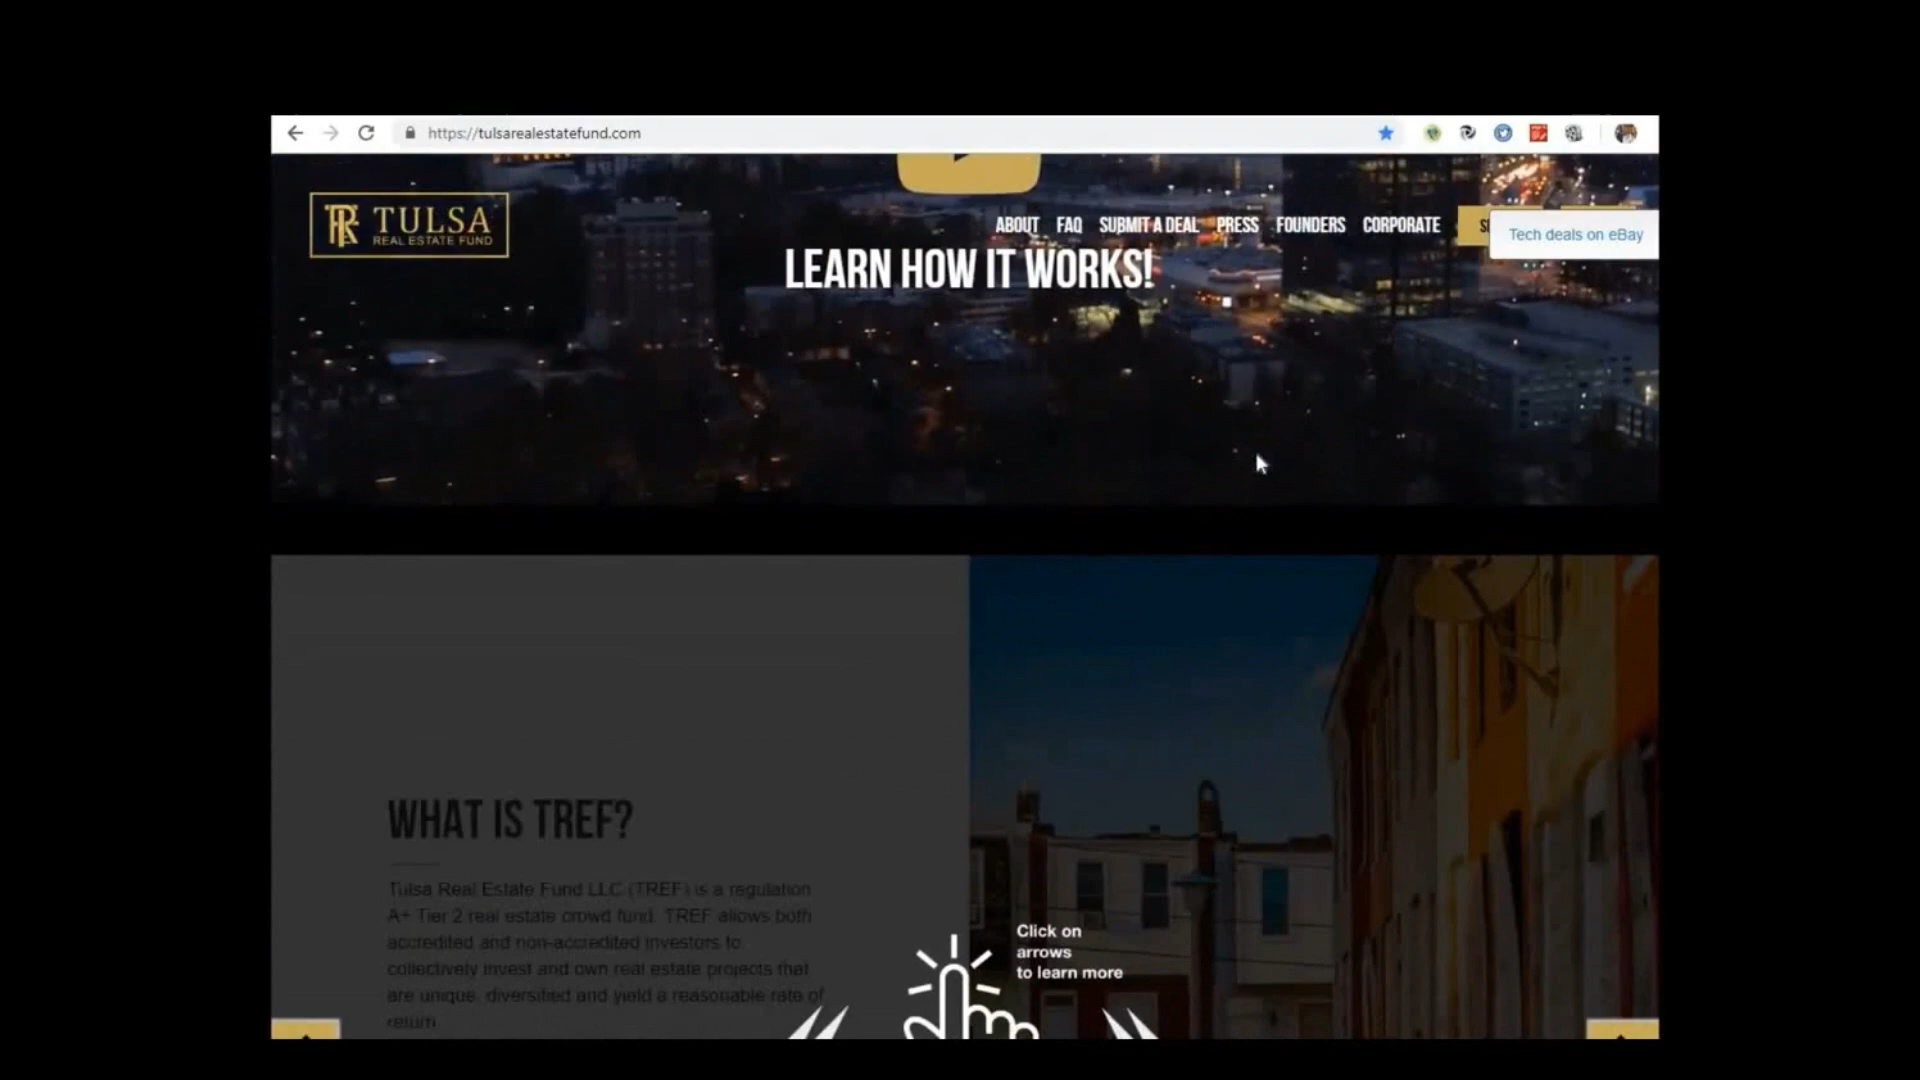 https://tulsarealestatefund.com
TULSA
REAL ESTATE FUND
ABOUT FAQ SUBMIT A DEAL PRESS FOUNDERS CORPORATE
Tech deals on eBay
LEARN HOW IT WORKS!
WHAT IS TREF?
Tulsa Real Estate Fund LLC (TREF) is a regulation
A+ Tier 2 real estate crowd fund. TREF allows both
accredited and non-accredited investors to
collectively invest and own real estate projects that
are unique, diversified and yield a reasonable rate of
return
Click on
arrows
to learn more